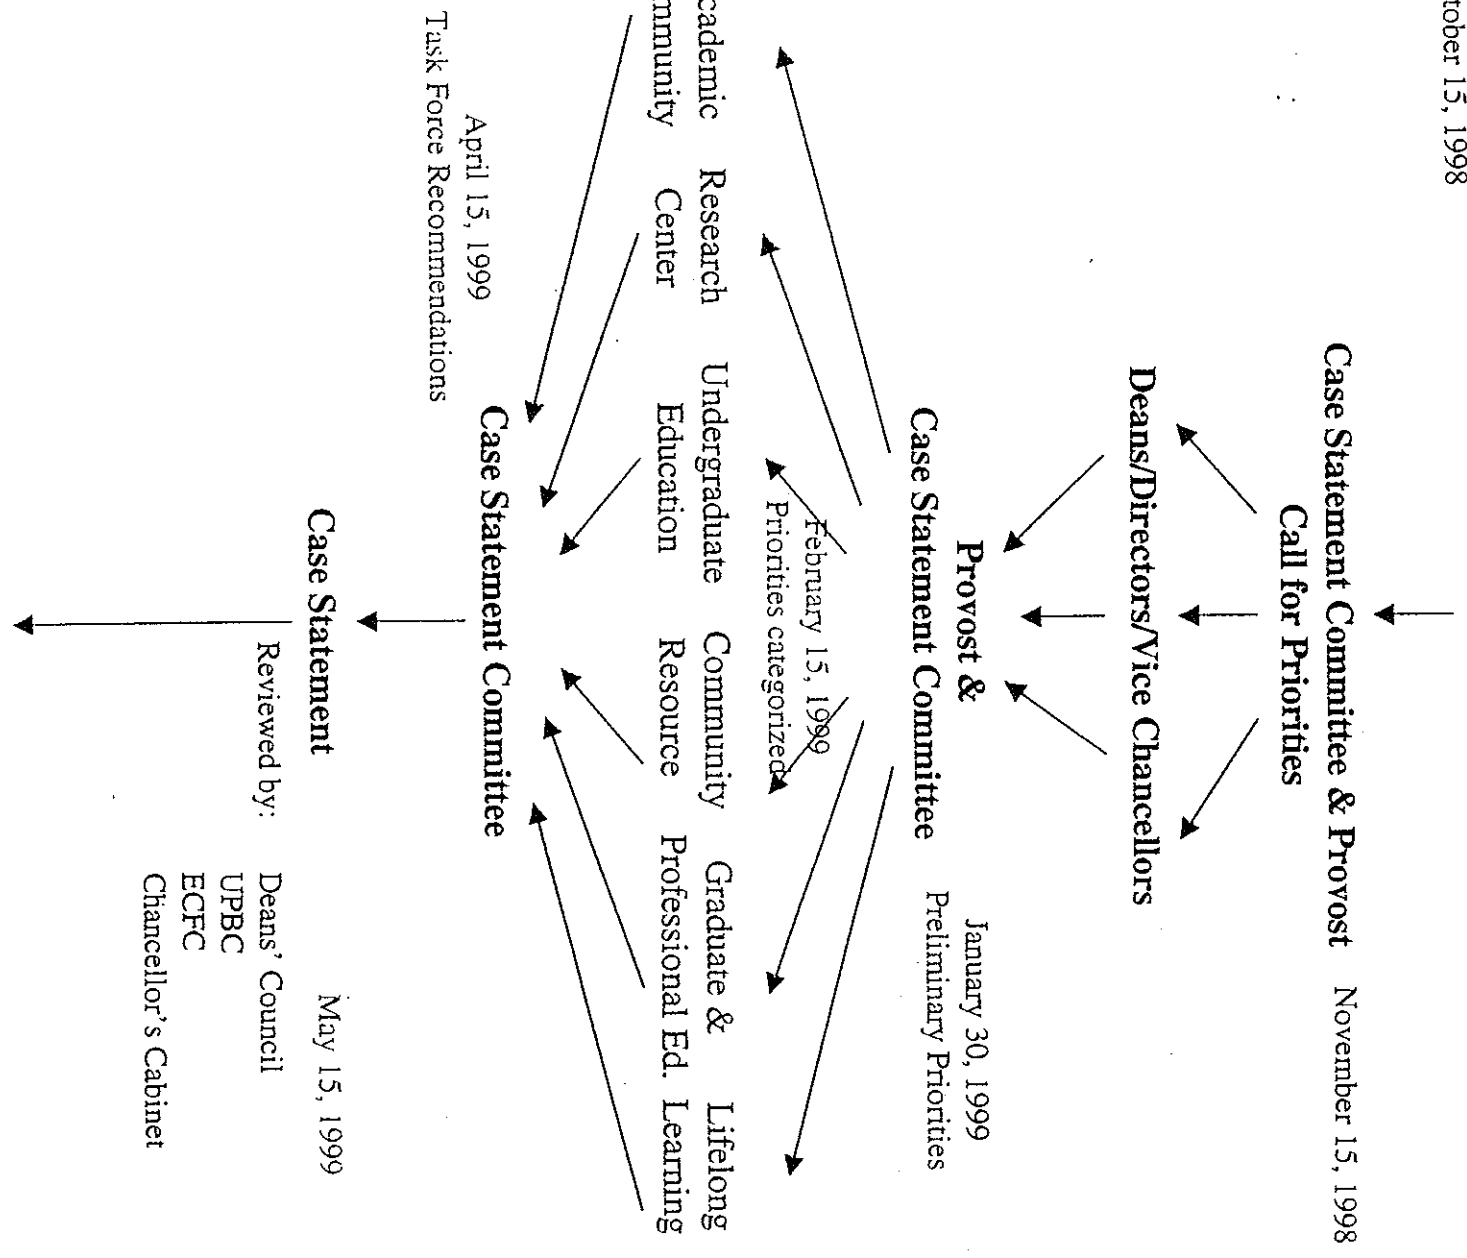 tober 15, 1998
Case Statement Committee & Provost
November 15, 1998
Call for Priorities
Deans/Directors/Vice Chancellors
Provost &
January 30, 1999
Case Statement Committee
Preliminary Priorities
February 15, 1999
Priorities categorized
cademic Research Undergraduate Community Graduate & Lifelong
mmunity Center Education Resource Professional Ed. Learning
Case Statement Committee
April 15, 1999
Task Force Recommendations
Case Statement
May 15, 1999
Reviewed by: Deans' Council
UPBC
ECFC
Chancellor's Cabinet